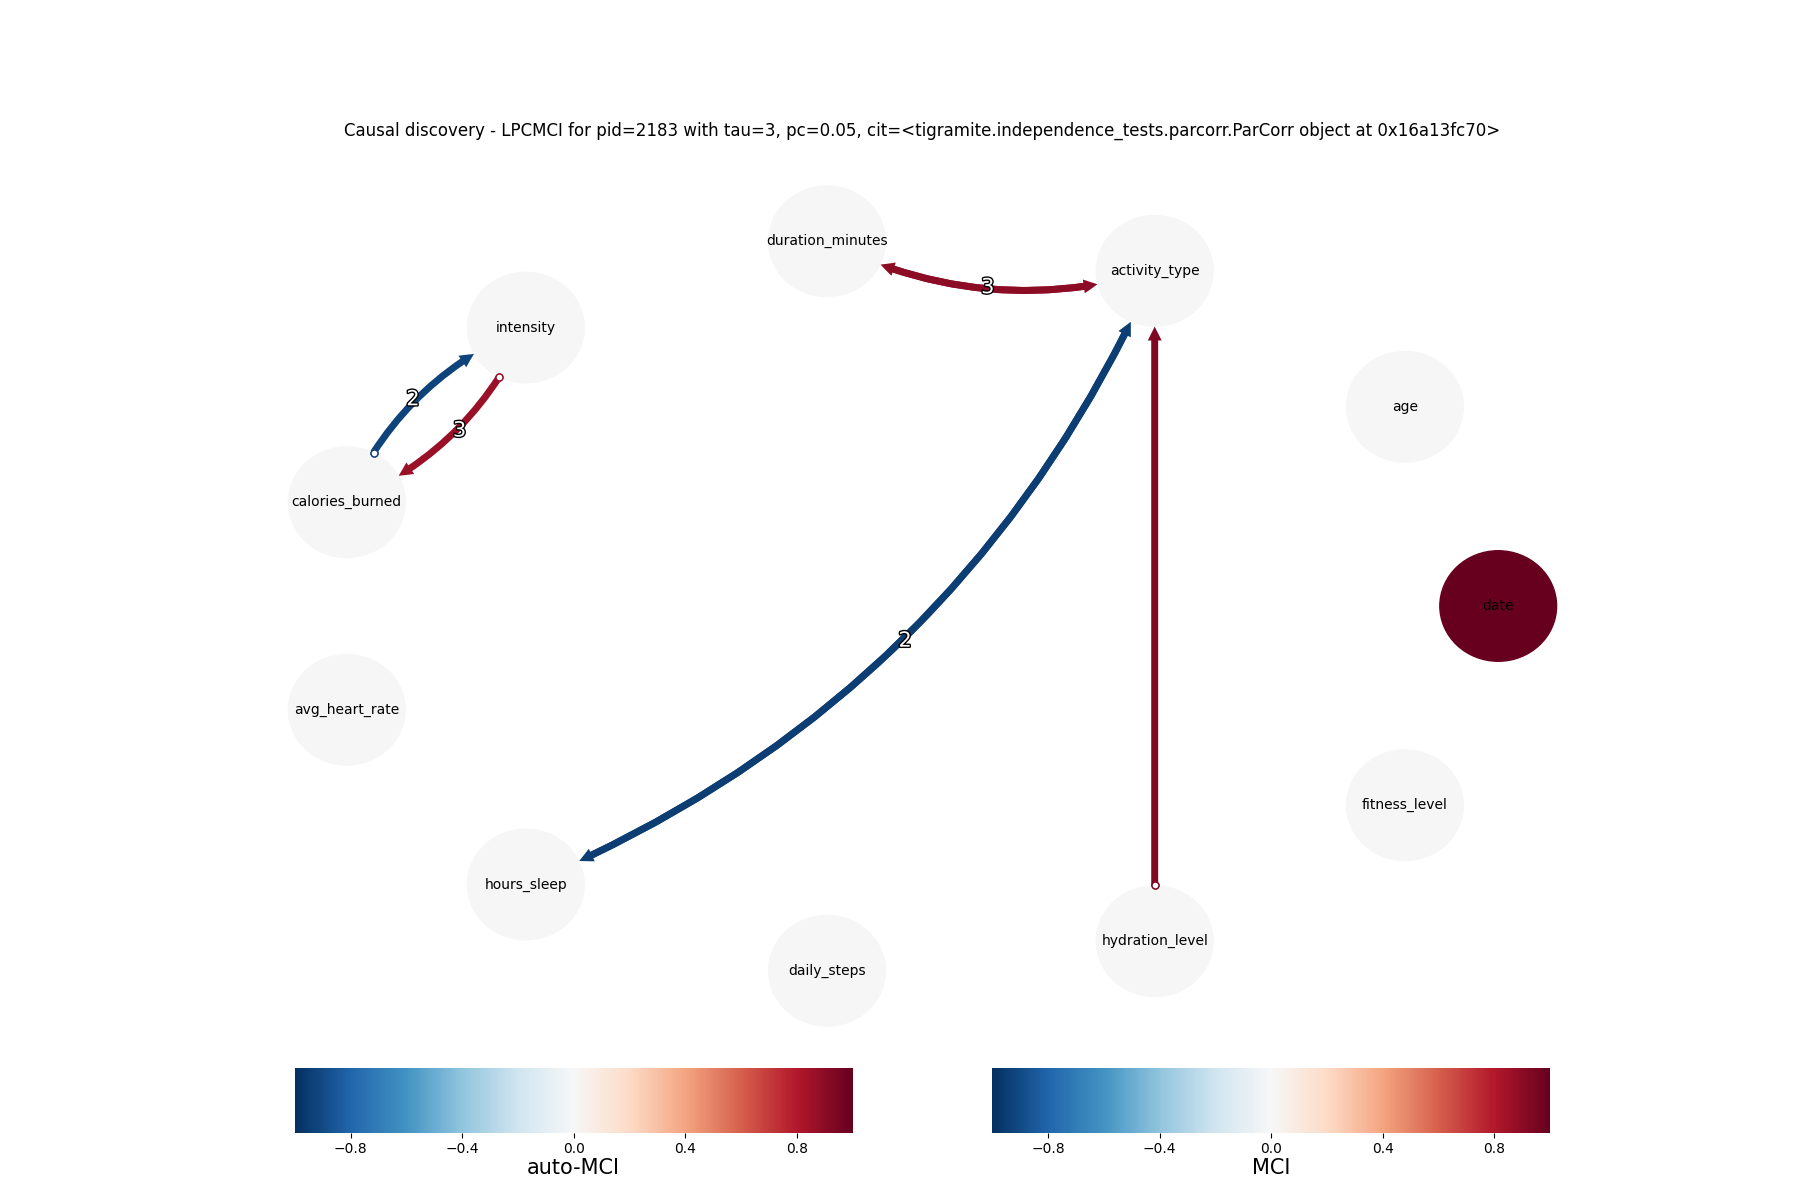 Causal discovery - LPCMCI for pid=2183 with tau=3, pc=0.05, cit=<tigramite.independence_tests.parcorr.ParCorr object at 0x16a13fc70>
duration_minutes
activity_type
3
intensity
age
2
3
calories_burned
date
2
avg_heart_rate
fitness_level
hours_sleep
hydration_level
daily_steps
−0.8 −0.4 0.0 0.4 0.8
auto-MCI
−0.8 −0.4 0.0 0.4 0.8
MCI